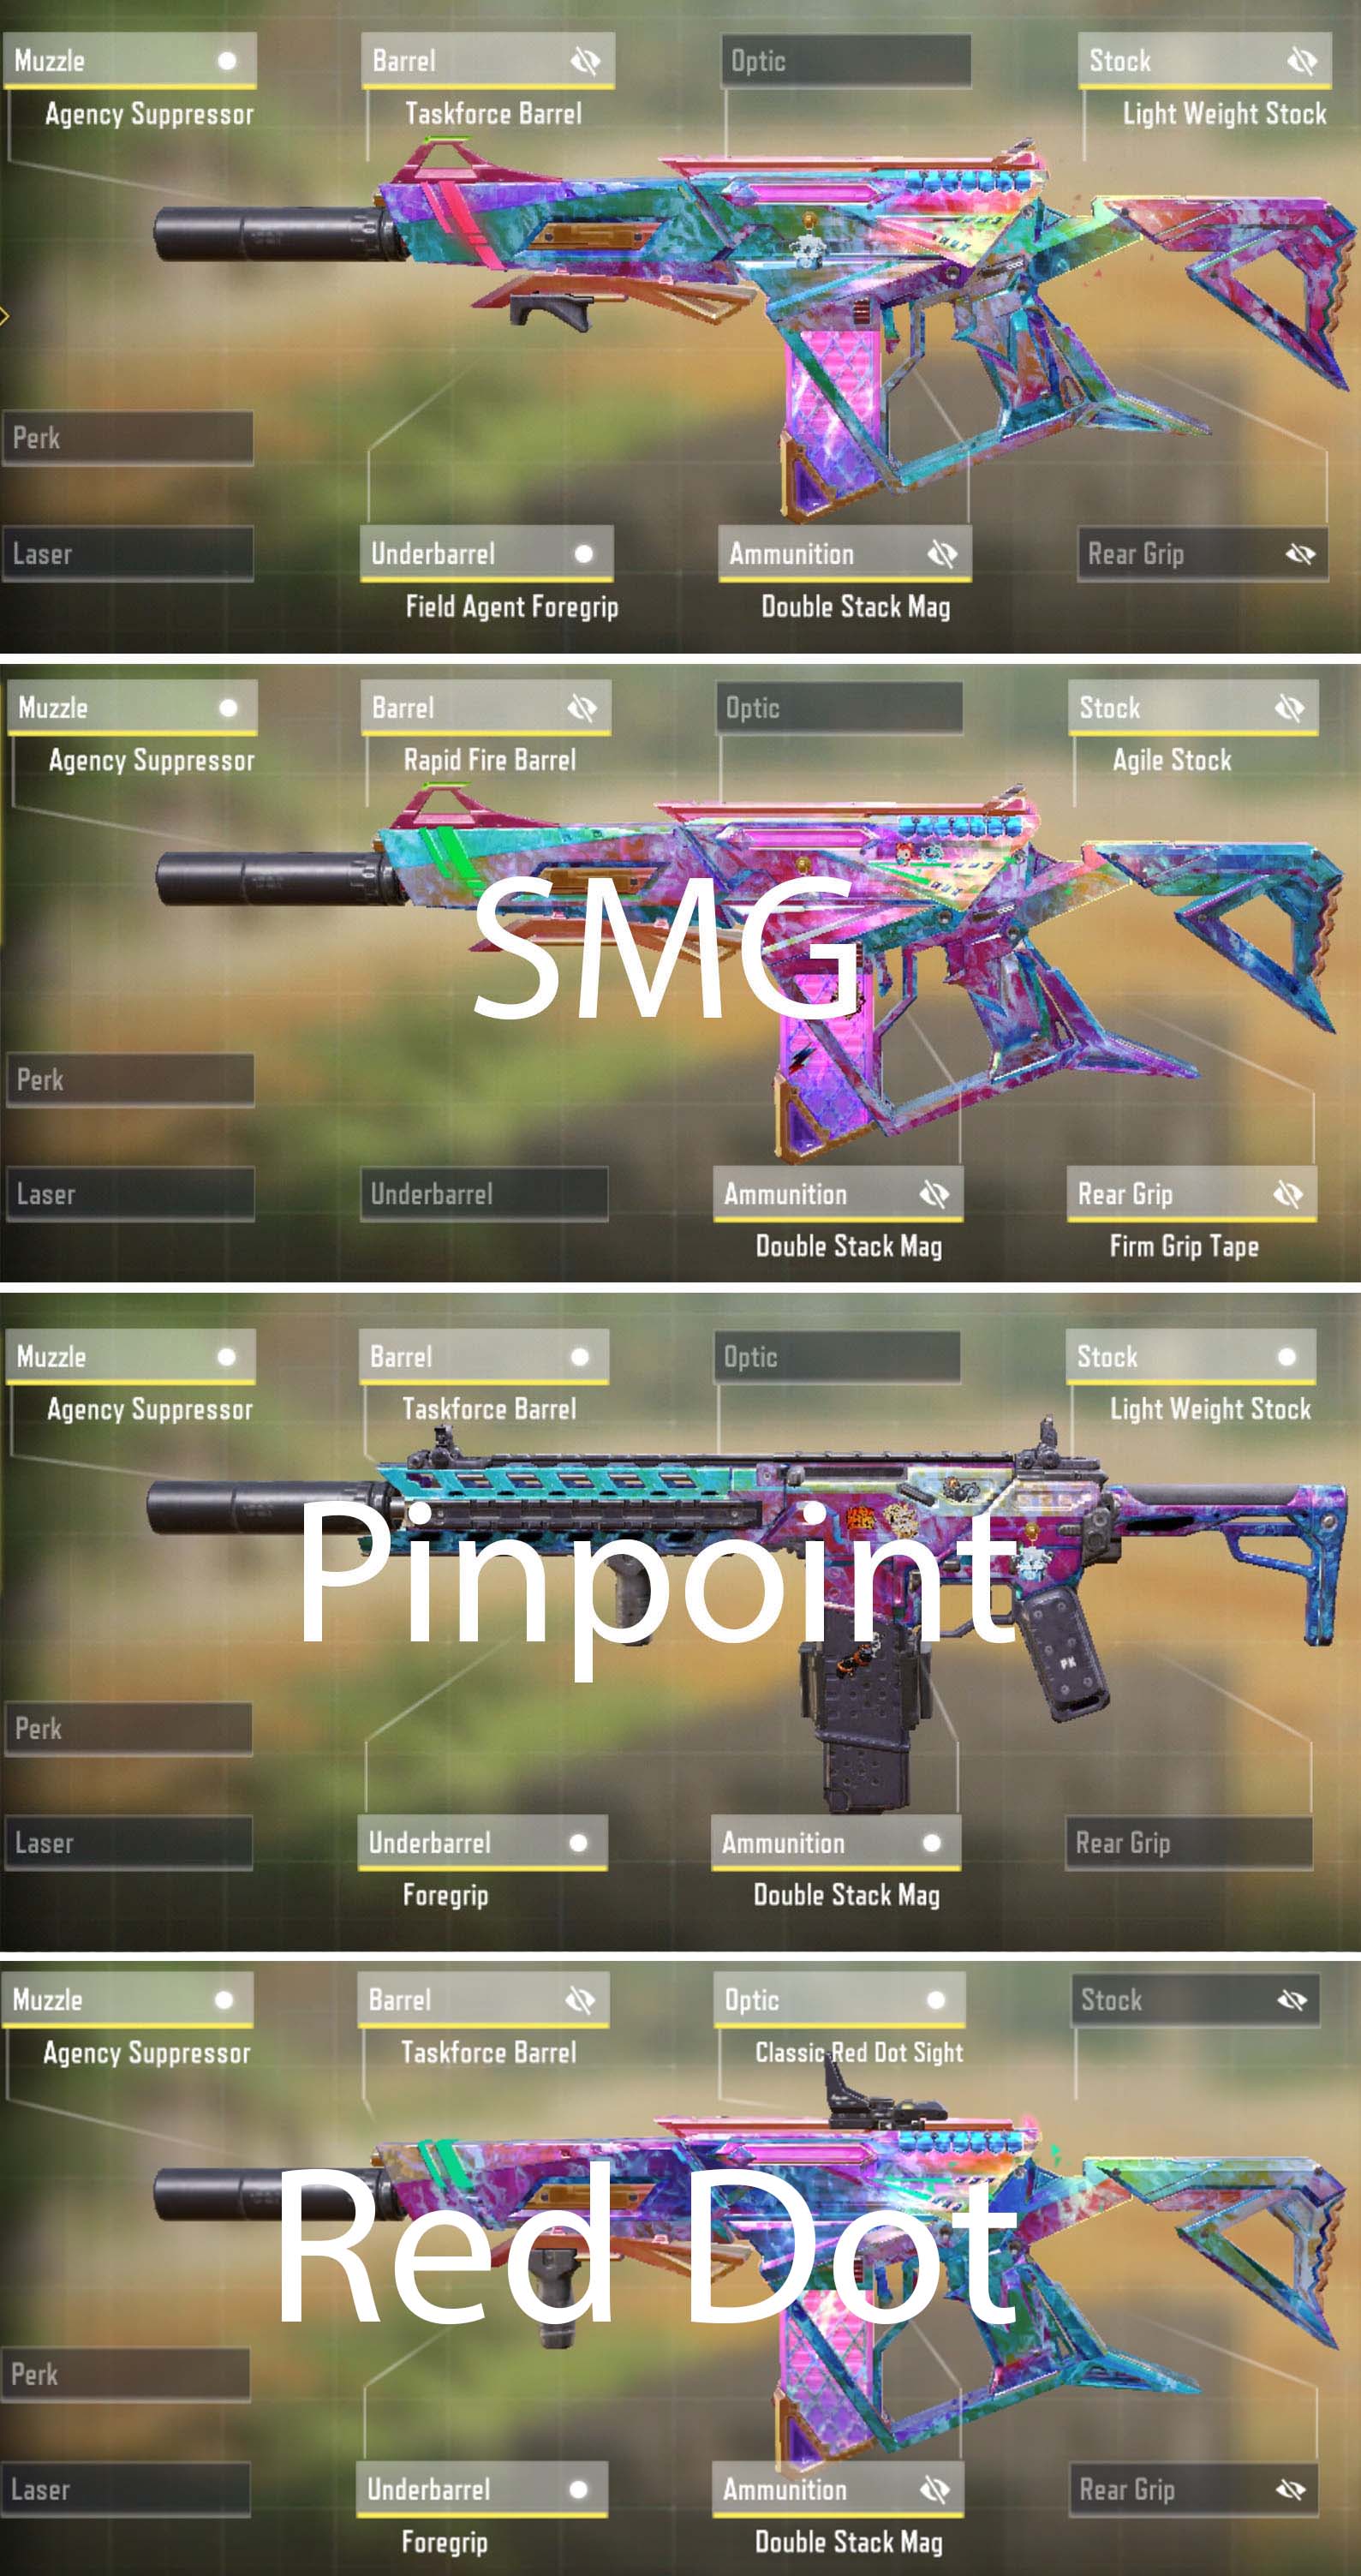 Muzzle Barrel Optic Stock
Agency Suppressor Taskforce Barrel Light Weight Stock
Perk
Laser Underbarrel Ammunition Rear Grip
Field Agent Foregrip Double Stack Mag
Muzzle Barrel Optic Stock
Agency Suppressor Rapid Fire Barrel Agile Stock
SMG
Perk
Laser Underbarrel Ammunition Rear Grip
Double Stack Mag Firm Grip Tape
Muzzle Barrel Optic Stock
Agency Suppressor Taskforce Barrel Light Weight Stock
Pinpoint
PK
Perk
Laser Underbarrel Ammunition Rear Grip
Foregrip Double Stack Mag
Muzzle Barrel Optic Stock
Agency Suppressor Taskforce Barrel Classic Red Dot Sight
Red Dot
Perk
Laser Underbarrel Ammunition Rear Grip
Foregrip Double Stack Mag